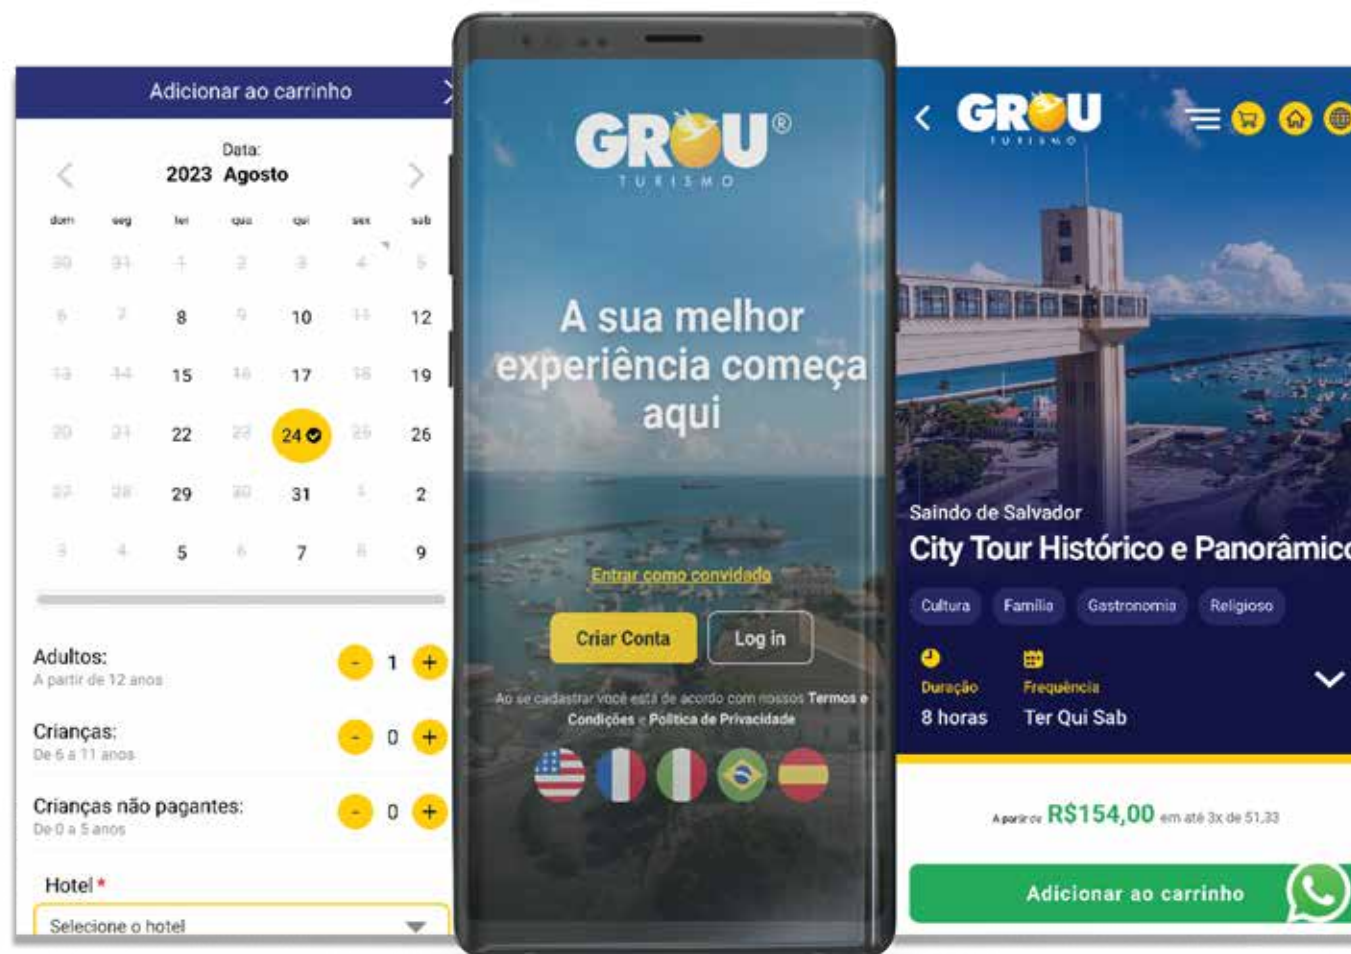 Adicionar ao carrinho
Data:
2023 Agosto
dom seg ter qua qui sex sab
30 31 1 2 3 4 5
6 7 8 9 10 11 12
13 14 15 16 17 18 19
20 21 22 23 24 25 26
27 28 29 30 31 1 2
3 4 5 6 7 8 9
Adultos:
A partir de 12 anos
- 1 +
Crianças:
De 6 a 11 anos
- 0 +
Crianças não pagantes:
De 0 a 5 anos
- 0 +
Hotel *
Selecione o hotel
GROU®
TURISMO
A sua melhor
experiência começa
aqui
Entrar como convidado
Criar Conta
Log in
Ao se cadastrar você está de acordo com nossos Termos e
Condições e Política de Privacidade
GROU
TURISMO
Saindo de Salvador
City Tour Histórico e Panorâmico
Cultura Família Gastronomia Religioso
Duração Frequência
8 horas Ter Qui Sab
A partir de R$154,00 em até 3x de 51,33
Adicionar ao carrinho